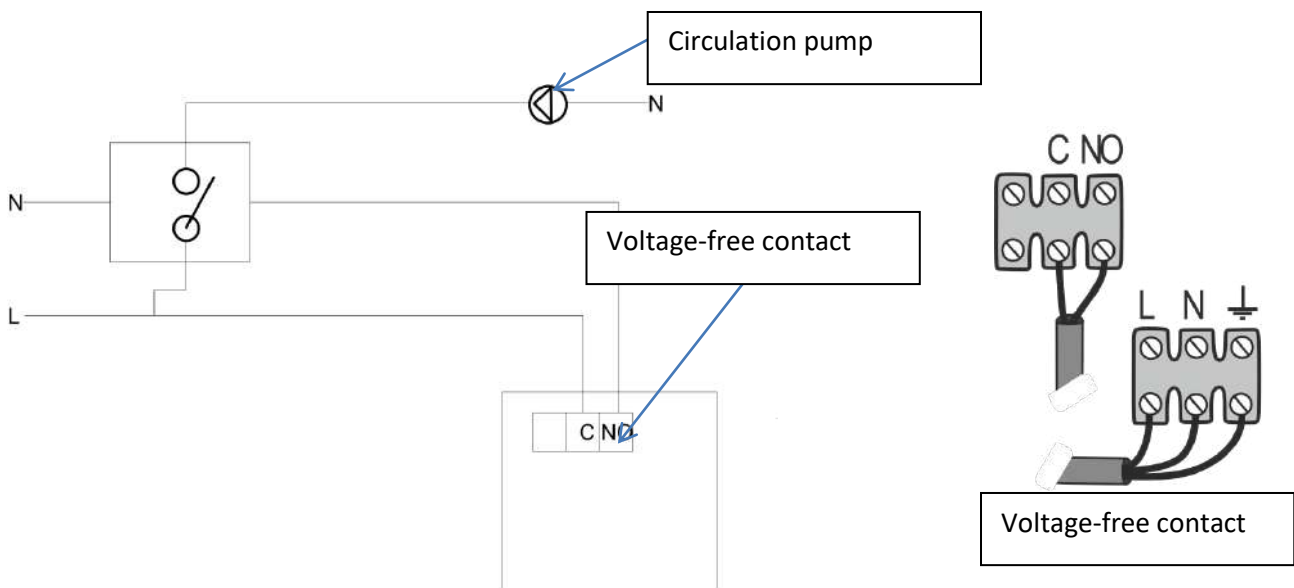 Circulation pump
N
N
Voltage-free contact
L
C NO
C NO
L N
Voltage-free contact